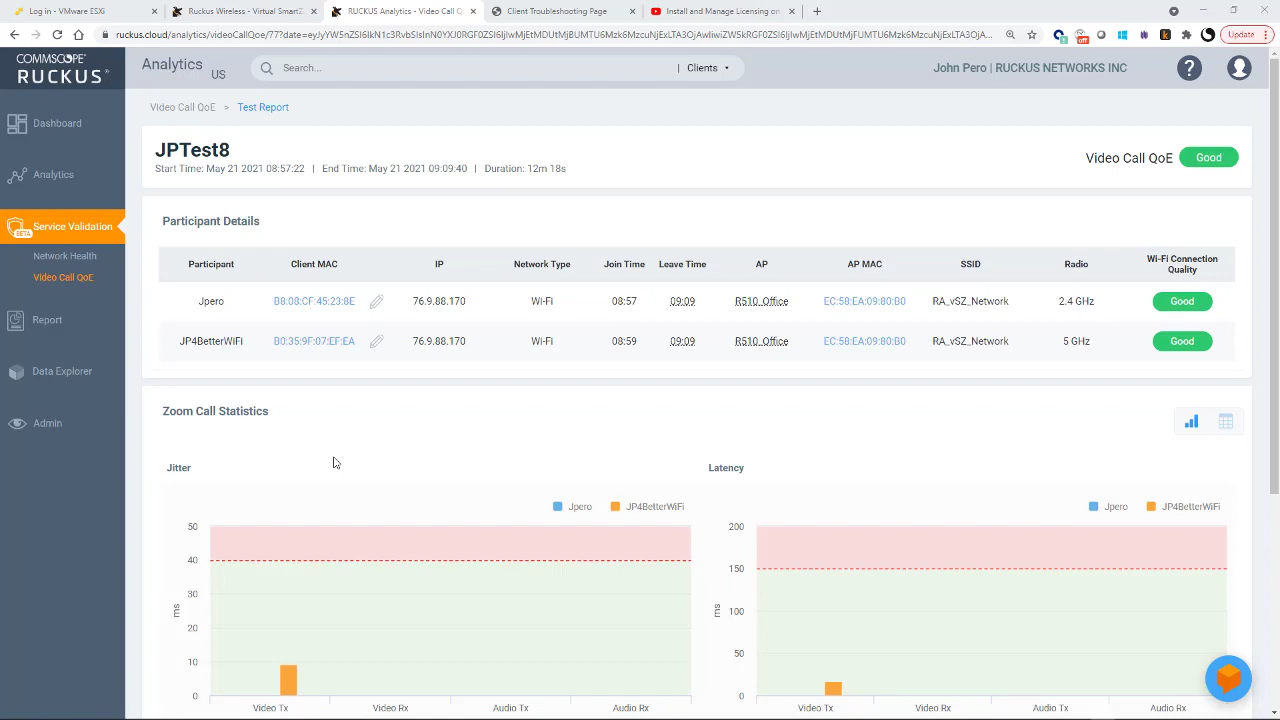 Log in - VMware ESXi
Ruckus Wireless - Virtual SmartZ
RUCKUS Analytics - Video Call Q
Client Troubleshooting Page
Install and Managing Licensing on
Update
COMMSCOPE
RUCKUS
Analytics US
Search...
Clients
John Pero | RUCKUS NETWORKS INC
?
Dashboard
Analytics
Service Validation
BETA
Network Health
Video Call QoE
Report
Data Explorer
Admin
Video Call QoE > Test Report
JPTest8
Start Time: May 21 2021 08:57:22 | End Time: May 21 2021 09:09:40 | Duration: 12m 18s
Video Call QoE Good
Participant Details
Participant Client MAC IP Network Type Join Time Leave Time AP AP MAC SSID Radio Wi-Fi Connection Quality
Jpero B8:08:CF:45:23:8E 76.9.88.170 Wi-Fi 08:57 09:09 R510_Office EC:58:EA:09:80:B0 RA_vSZ_Network 2.4 GHz Good
JP4BetterWiFi B0:35:9F:07:EF:EA 76.9.88.170 Wi-Fi 08:59 09:09 R510_Office EC:58:EA:09:80:B0 RA_vSZ_Network 5 GHz Good
Zoom Call Statistics
Jitter
Jpero JP4BetterWiFi
50
40
30
20
10
0
ms
Video Tx Video Rx Audio Tx Audio Rx
Latency
Jpero JP4BetterWiFi
200
150
100
50
0
ms
Video Tx Video Rx Audio Tx Audio Rx